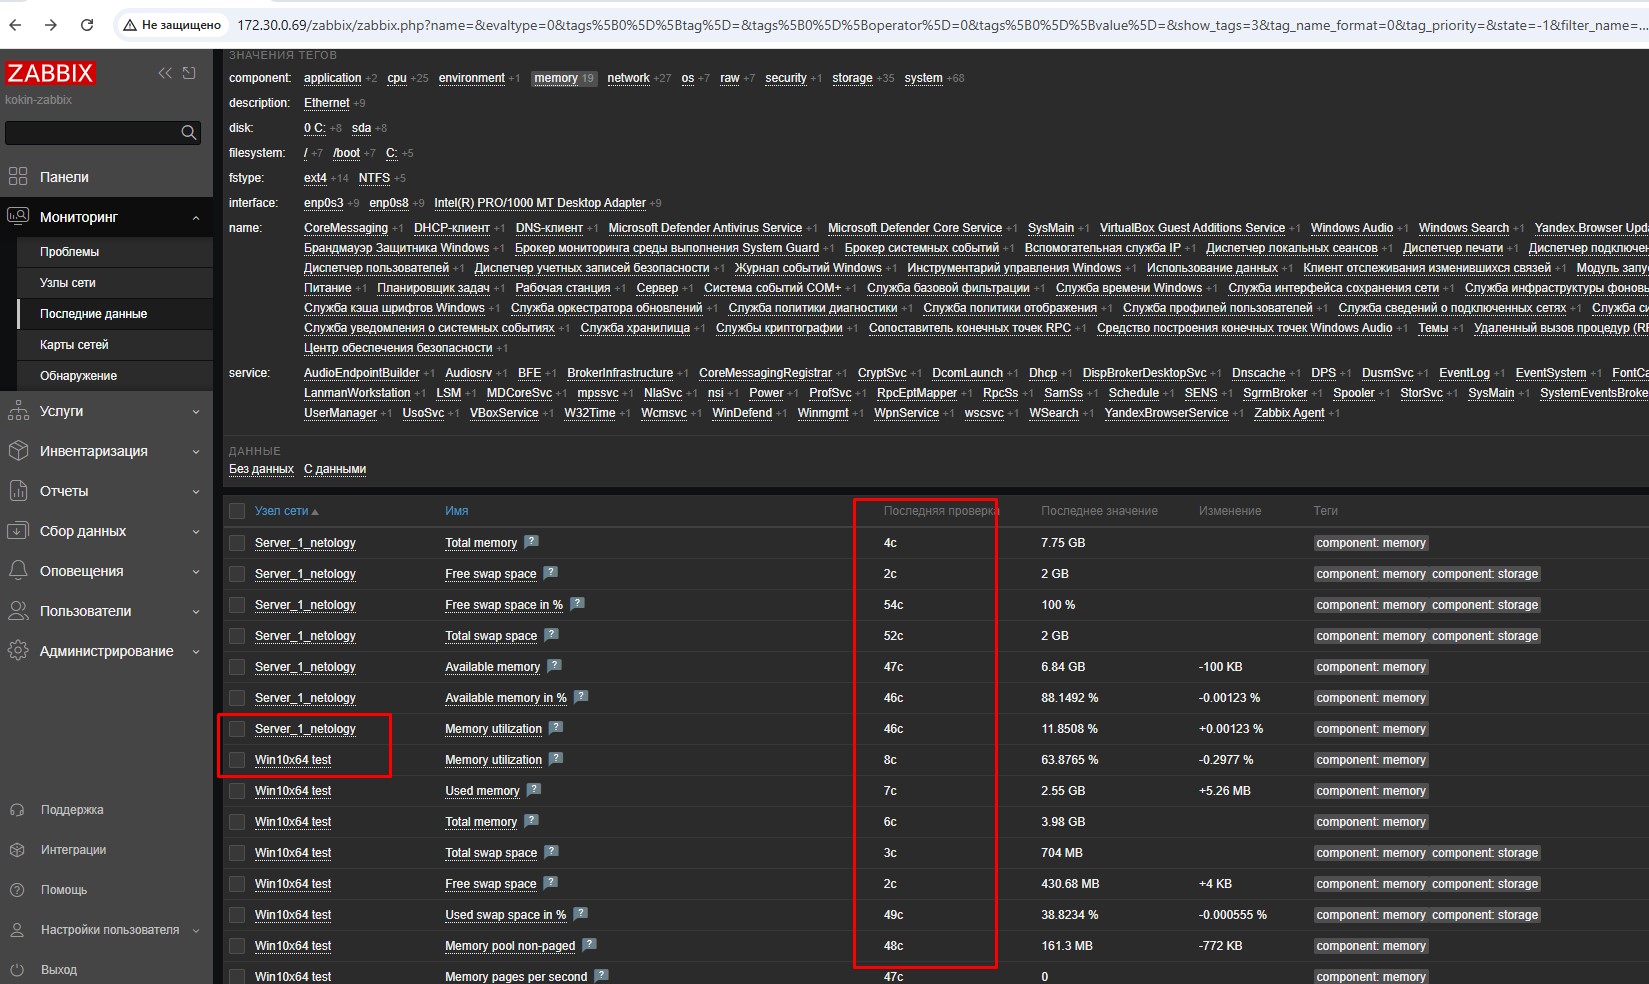 Не защищено 172.30.0.69/zabbix/zabbix.php?name=&evaltype=0&tags%5B0%5D%5Btag%5D=&tags%5B0%5D%5Boperator%5D=0&tags%5B0%5D%5Bvalue%5D=&show_tags=3&tag_name_format=0&tag_priority=&state=-1&filter_name=...
ZABBIX
kokin-zabbix
Панели
Мониторинг
Проблемы
Узлы сети
Последние данные
Карты сетей
Обнаружение
Услуги
Инвентаризация
Отчеты
Сбор данных
Оповещения
Пользователи
Администрирование
Поддержка
Интеграции
Помощь
Настройки пользователя
Выход
ЗНАЧЕНИЯ ТЕГОВ
component: application +2 cpu +25 environment +1 memory 19 network +27 os +7 raw +7 security +1 storage +35 system +68
description: Ethernet +9
disk: 0 C: +8 sda +8
filesystem: / +7 /boot +7 C: +5
fstype: ext4 +14 NTFS +5
interface: enp0s3 +9 enp0s8 +9 Intel(R) PRO/1000 MT Desktop Adapter +9
name: CoreMessaging +1 DHCP-клиент +1 DNS-клиент +1 Microsoft Defender Antivirus Service +1 Microsoft Defender Core Service +1 SysMain +1 VirtualBox Guest Additions Service +1 Windows Audio +1 Windows Search +1 Yandex.Browser Upda
Брандмауэр Защитника Windows +1 Брокер мониторинга среды выполнения System Guard +1 Брокер системных событий +1 Вспомогательная служба IP +1 Диспетчер локальных сеансов +1 Диспетчер печати +1 Диспетчер подключен
Диспетчер пользователей +1 Диспетчер учетных записей безопасности +1 Журнал событий Windows +1 Инструментарий управления Windows +1 Использование данных +1 Клиент отслеживания изменившихся связей +1 Модуль запу
Питание +1 Планировщик задач +1 Рабочая станция +1 Сервер +1 Система событий COM+ +1 Служба базовой фильтрации +1 Служба времени Windows +1 Служба интерфейса сохранения сети +1 Служба инфраструктуры фоновы
Служба кэша шрифтов Windows +1 Служба оркестратора обновлений +1 Служба политики диагностики +1 Служба политики отображения +1 Служба профилей пользователей +1 Служба сведений о подключенных сетях +1 Служба си
Служба уведомления о системных событиях +1 Служба хранилища +1 Службы криптографии +1 Сопоставитель конечных точек RPC +1 Средство построения конечных точек Windows Audio +1 Темы +1 Удаленный вызов процедур (RF
Центр обеспечения безопасности +1
service: AudioEndpointBuilder +1 Audiosrv +1 BFE +1 BrokerInfrastructure +1 CoreMessagingRegistrar +1 CryptSvc +1 DcomLaunch +1 Dhcp +1 DispBrokerDesktopSvc +1 Dnscache +1 DPS +1 DusmSvc +1 EventLog +1 EventSystem +1 FontCa
LanmanWorkstation +1 LSM +1 MDCoreSvc +1 mpssvc +1 NlaSvc +1 nsi +1 Power +1 ProfSvc +1 RpcEptMapper +1 RpcSs +1 SamSs +1 Schedule +1 SENS +1 SgrmBroker +1 Spooler +1 StorSvc +1 SysMain +1 SystemEventsBroke
UserManager +1 UsoSvc +1 VBoxService +1 W32Time +1 Wcmsvc +1 WinDefend +1 Winmgmt +1 WpnService +1 wscsvc +1 WSearch +1 YandexBrowserService +1 Zabbix Agent +1
ДАННЫЕ
Без данных С данными
Узел сети Имя Последняя проверка Последнее значение Изменение Теги
Server_1_netology Total memory ? 4с 7.75 GB component: memory
Server_1_netology Free swap space ? 2с 2 GB component: memory component: storage
Server_1_netology Free swap space in % ? 54с 100 % component: memory component: storage
Server_1_netology Total swap space ? 52с 2 GB component: memory component: storage
Server_1_netology Available memory ? 47с 6.84 GB -100 KB component: memory
Server_1_netology Available memory in % ? 46с 88.1492 % -0.00123 % component: memory
Server_1_netology Memory utilization ? 46с 11.8508 % +0.00123 % component: memory
Win10x64 test Memory utilization ? 8с 63.8765 % -0.2977 % component: memory
Win10x64 test Used memory ? 7с 2.55 GB +5.26 MB component: memory
Win10x64 test Total memory ? 6с 3.98 GB component: memory
Win10x64 test Total swap space ? 3с 704 MB component: memory component: storage
Win10x64 test Free swap space ? 2с 430.68 MB +4 KB component: memory component: storage
Win10x64 test Used swap space in % ? 49с 38.8234 % -0.000555 % component: memory component: storage
Win10x64 test Memory pool non-paged ? 48с 161.3 MB -772 KB component: memory
Win10x64 test Memory pages per second ? 47с 0 component: memory